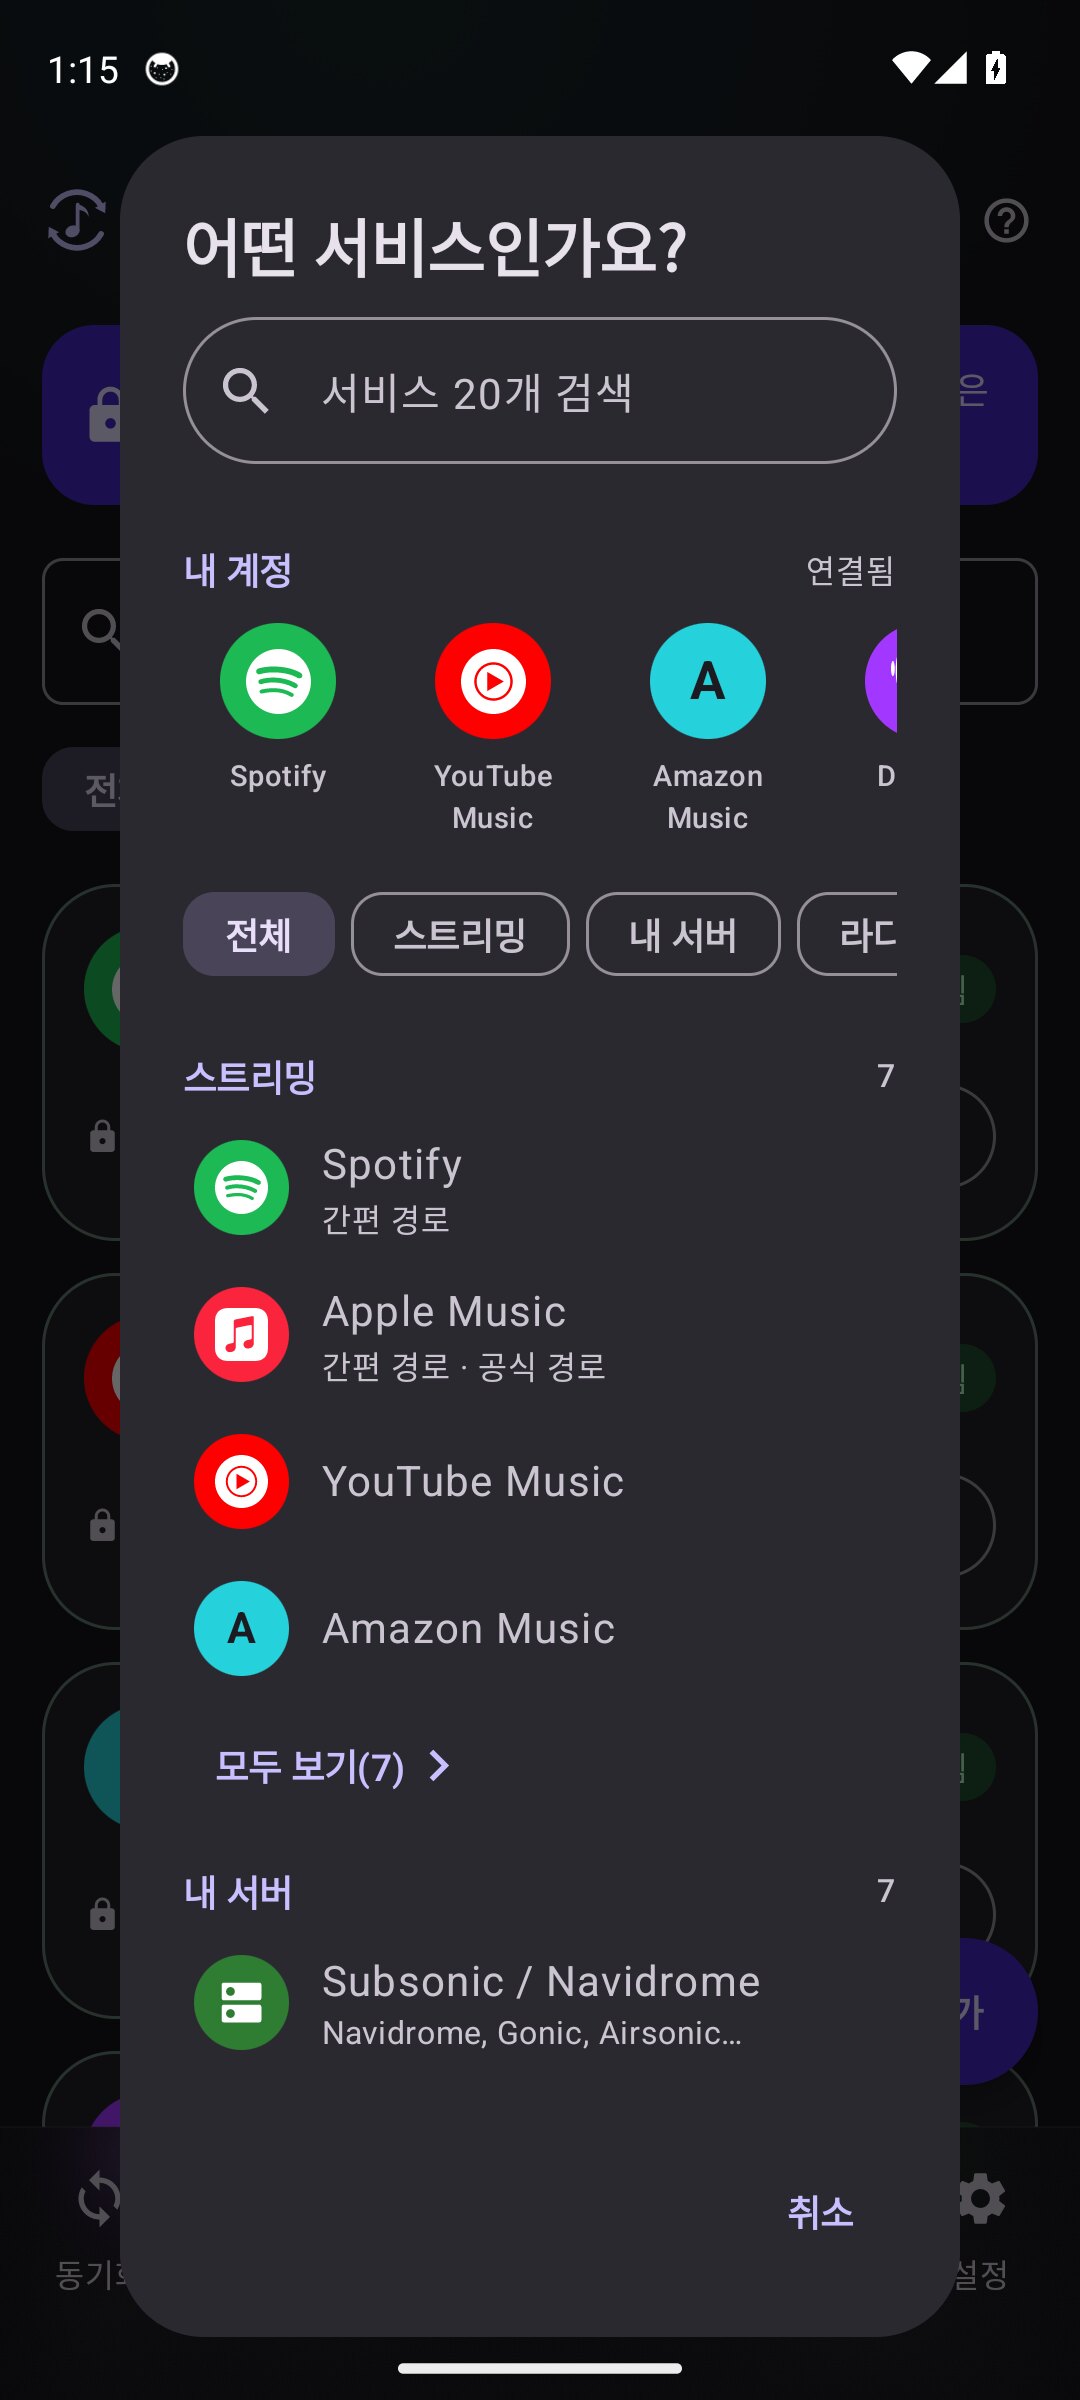 1:15
어떤 서비스인가요?
서비스 20개 검색
은
내 계정
연결됨
Spotify
YouTube Music
Amazon Music
D
전체
스트리밍
내 서버
스트리밍
7
Spotify
간편 경로
Apple Music
간편 경로 · 공식 경로
YouTube Music
A
Amazon Music
모두 보기(7)
내 서버
7
Subsonic / Navidrome
Navidrome, Gonic, Airsonic…
가
취소
설정